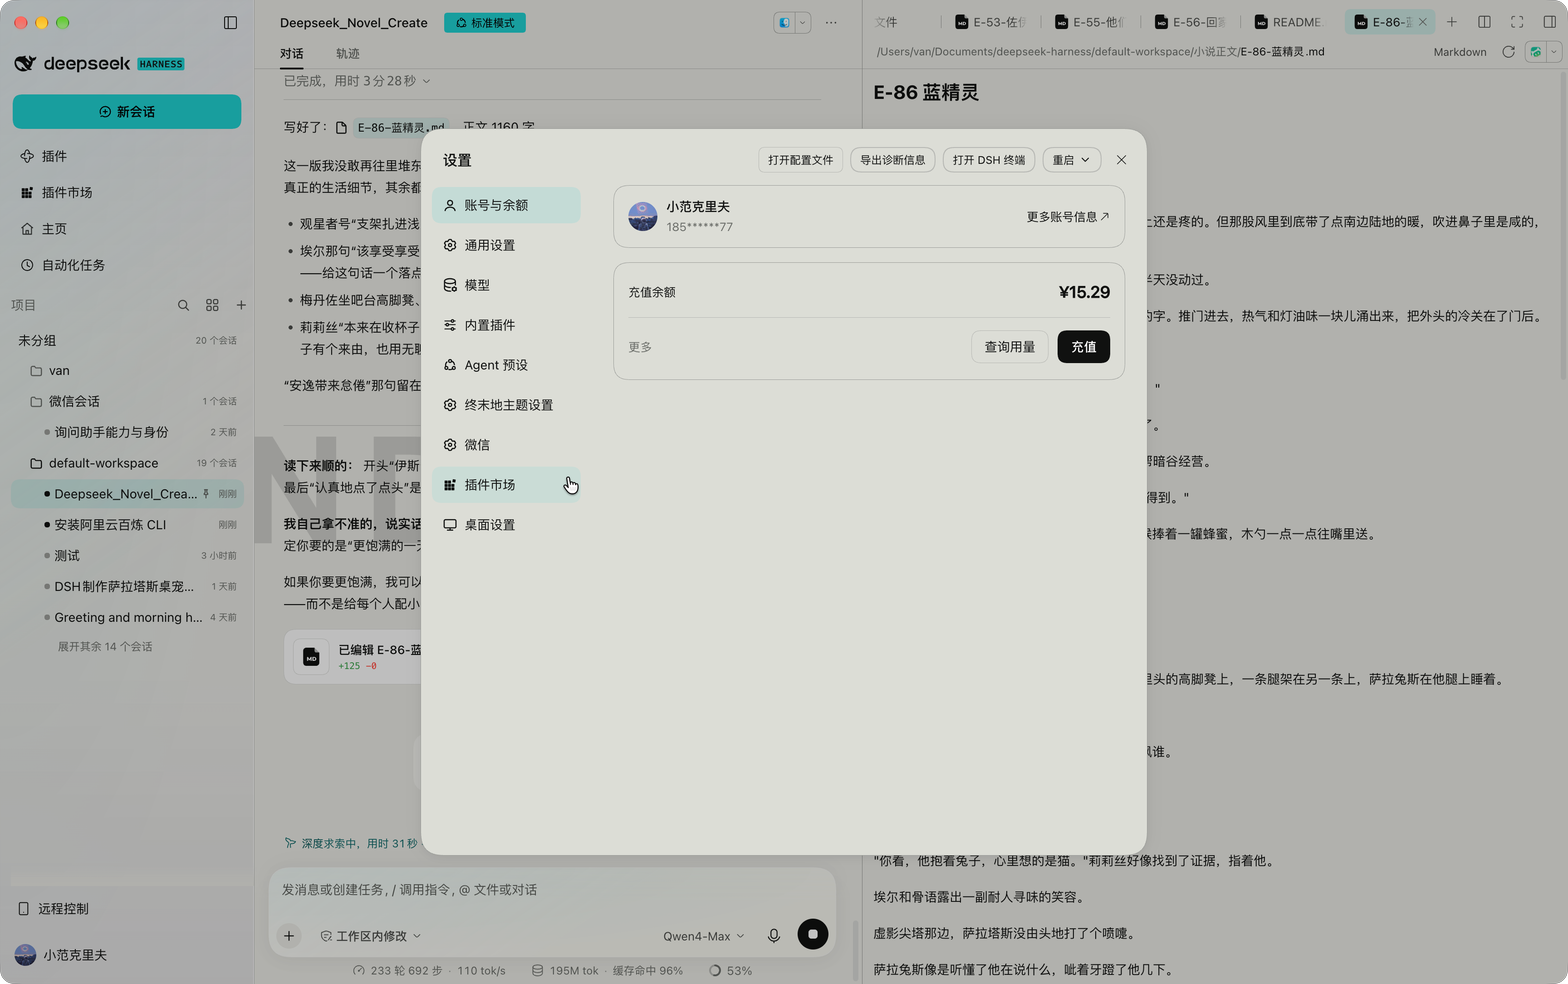 deepseek HARNESS
新会话
插件
插件市场
主页
自动化任务
项目
未分组 20 个会话
van
微信会话 1 个会话
询问助手能力与身份 2 天前
default-workspace 19 个会话
Deepseek_Novel_Crea... 刚刚
安装阿里云百炼 CLI 刚刚
测试 3 小时前
DSH制作萨拉塔斯桌宠... 1 天前
Greeting and morning h... 4 天前
展开其余 14 个会话
远程控制
小范克里夫
Deepseek_Novel_Create 标准模式
对话 轨迹
已完成，用时 3 分 28 秒
写好了： E-86-蓝精灵.md 正文 1160 字
这一版我没敢再往里堆东
真正的生活细节，其余都
观星者号“支架扎进浅
埃尔那句“该享受享受
——给这句话一个落点
梅丹佐坐吧台高脚凳、
莉莉丝“本来在收杯子
子有个来由，也用无聊
“安逸带来怠倦”那句留在
读下来顺的： 开头“伊斯
最后“认真地点了点头”是
我自己拿不准的，说实话
定你要的是“更饱满的一天
如果你要更饱满，我可以
——而不是给每个人配小
已编辑 E-86-蓝
+125 -0
深度求索中，用时 31 秒
发消息或创建任务, / 调用指令, @ 文件或对话
工作区内修改 Qwen4-Max
233 轮 692 步 · 110 tok/s 195M tok · 缓存命中 96% 53%
设置
打开配置文件 导出诊断信息 打开 DSH 终端 重启
账号与余额
通用设置
模型
内置插件
Agent 预设
终末地主题设置
微信
插件市场
桌面设置
小范克里夫
185******77
更多账号信息
充值余额 ¥15.29
更多 查询用量 充值
文件 E-53-佐 E-55-他 E-56-回 README. E-86-
/Users/van/Documents/deepseek-harness/default-workspace/小说正文/E-86-蓝精灵.md Markdown
E-86 蓝精灵
上还是疼的。但那股风里到底带了点南边陆地的暖，吹进鼻子里是咸的，
半天没动过。
的字。推门进去，热气和灯油味一块儿涌出来，把外头的冷关在了门后。
"
了。
帮暗谷经营。
得到。"
捧着一罐蜂蜜，木勺一点一点往嘴里送。
里头的高脚凳上，一条腿架在另一条上，萨拉兔斯在他腿上睡着。
谁。
"你看，他抱着兔子，心里想的是猫。"莉莉丝好像找到了证据，指着他。
埃尔和骨语露出一副耐人寻味的笑容。
虚影尖塔那边，萨拉塔斯没由头地打了个喷嚏。
萨拉兔斯像是听懂了他在说什么，呲着牙蹬了他几下。